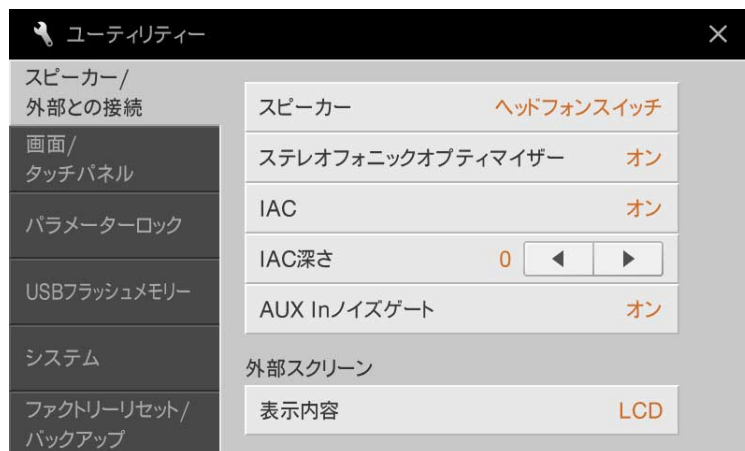 ユーティリティー
スピーカー/
外部との接続
画面/
タッチパネル
パラメーターロック
USBフラッシュメモリー
システム
ファクトリーリセット/
バックアップ
スピーカー ヘッドフォンスイッチ
ステレオフォニックオプティマイザー オン
IAC オン
IAC深さ 0
AUX Inノイズゲート オン
外部スクリーン
表示内容 LCD